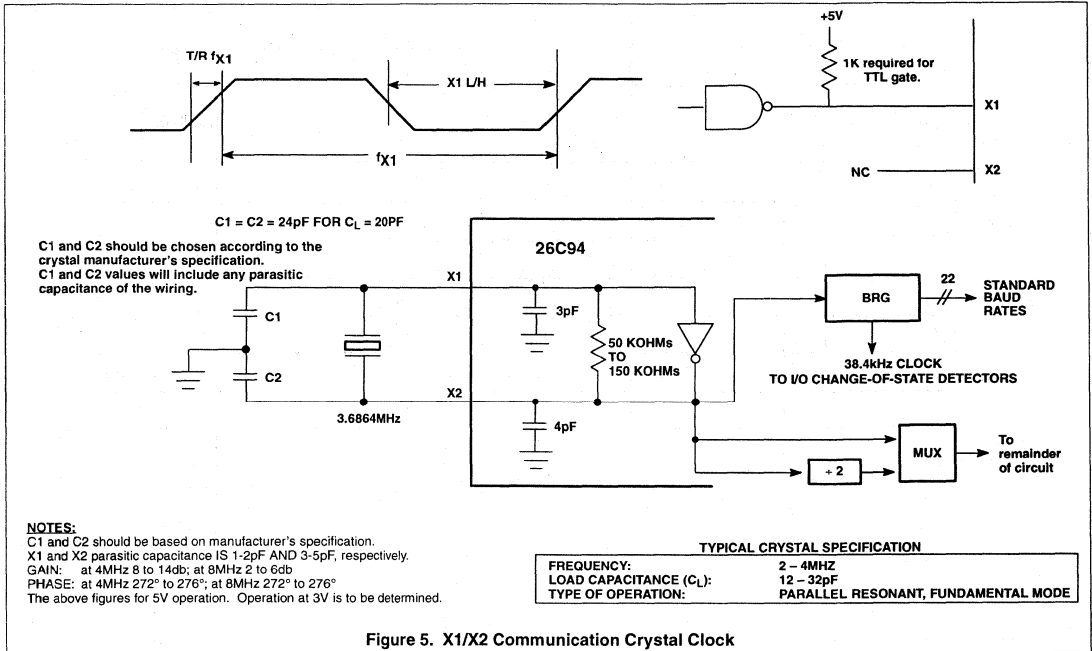 +5V
T/R fX1
X1 L/H
1K required for
TTL gate.
X1
fX1
NC
X2
C1 = C2 = 24pF FOR CL = 20PF
C1 and C2 should be chosen according to the
crystal manufacturer's specification.
C1 and C2 values will include any parasitic
capacitance of the wiring.
26C94
X1
C1
3pF
50 KOHMs
TO
150 KOHMs
BRG
22
STANDARD
BAUD
RATES
38.4kHz CLOCK
TO I/O CHANGE-OF-STATE DETECTORS
C2
X2
3.6864MHz
4pF
÷ 2
MUX
To
remainder
of circuit
NOTES:
C1 and C2 should be based on manufacturer's specification.
X1 and X2 parasitic capacitance IS 1-2pF AND 3-5pF, respectively.
GAIN: at 4MHz 8 to 14db; at 8MHz 2 to 6db
PHASE: at 4MHz 272° to 276°; at 8MHz 272° to 276°
The above figures for 5V operation. Operation at 3V is to be determined.
TYPICAL CRYSTAL SPECIFICATION
FREQUENCY: 2 – 4MHZ
LOAD CAPACITANCE (CL): 12 – 32pF
TYPE OF OPERATION: PARALLEL RESONANT, FUNDAMENTAL MODE
Figure 5. X1/X2 Communication Crystal Clock